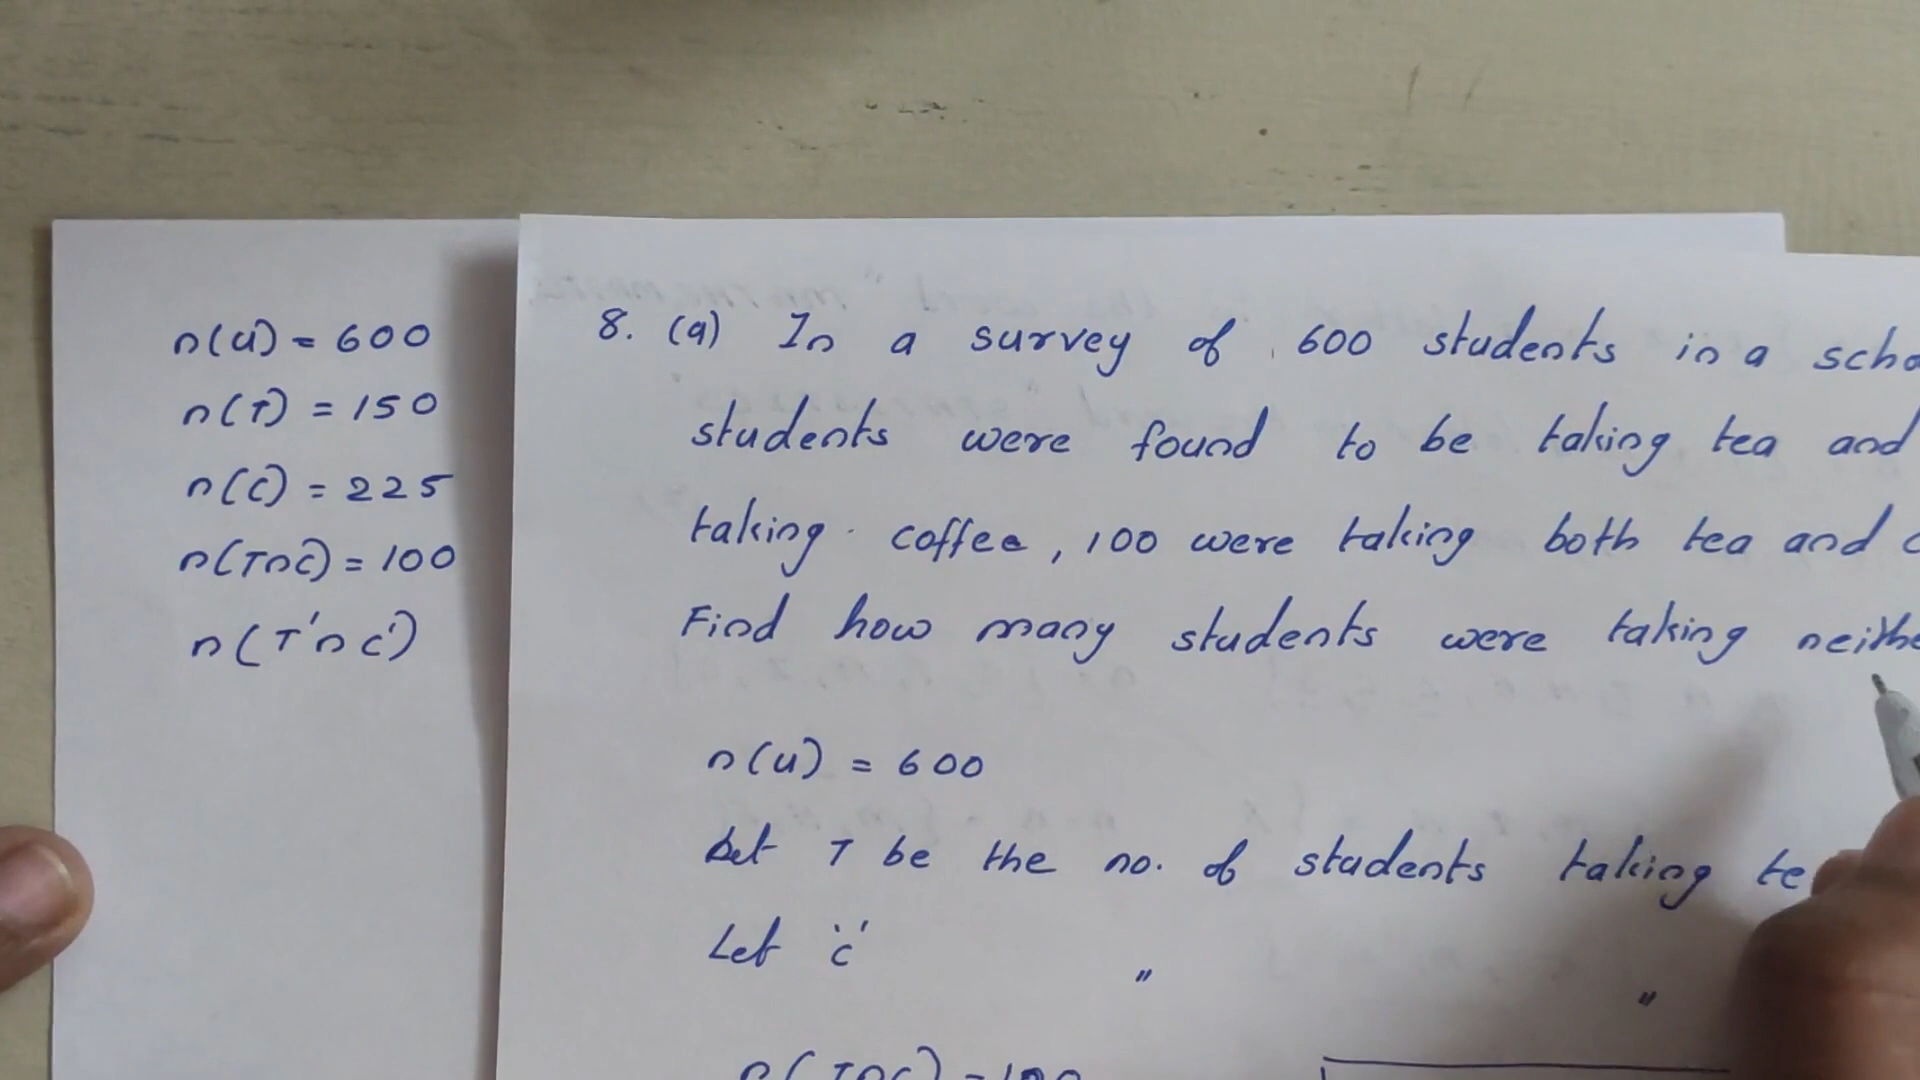 n(U) = 600
n(T) = 150
n(C) = 225
n(T∩C) = 100
n(T'∩C')
8. (a) In a survey of 600 students in a scho
students were found to be taking tea and
taking coffee, 100 were taking both tea and c
Find how many students were taking neithe
n(U) = 600
Let T be the no. of students taking te
Let 'C' " "
n(T∩C) = 100